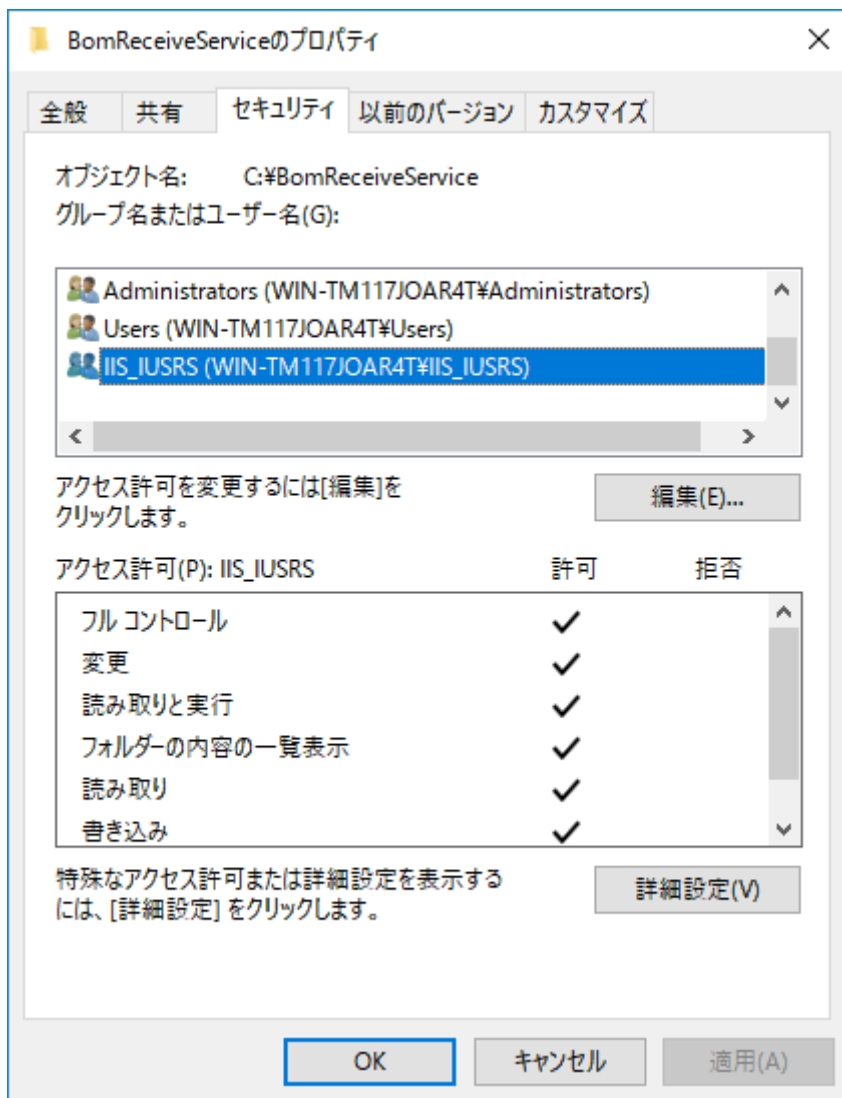 BomReceiveServiceのプロパティ
全般 共有 セキュリティ 以前のバージョン カスタマイズ
オブジェクト名: C:¥BomReceiveService
グループ名またはユーザー名(G):
Administrators (WIN-TM117JOAR4T¥Administrators)
Users (WIN-TM117JOAR4T¥Users)
IIS_IUSRS (WIN-TM117JOAR4T¥IIS_IUSRS)
アクセス許可を変更するには[編集]を
クリックします。
編集(E)...
アクセス許可(P): IIS_IUSRS 許可 拒否
フル コントロール
変更
読み取りと実行
フォルダーの内容の一覧表示
読み取り
書き込み
特殊なアクセス許可または詳細設定を表示する
には、[詳細設定] をクリックします。
詳細設定(V)
OK キャンセル 適用(A)